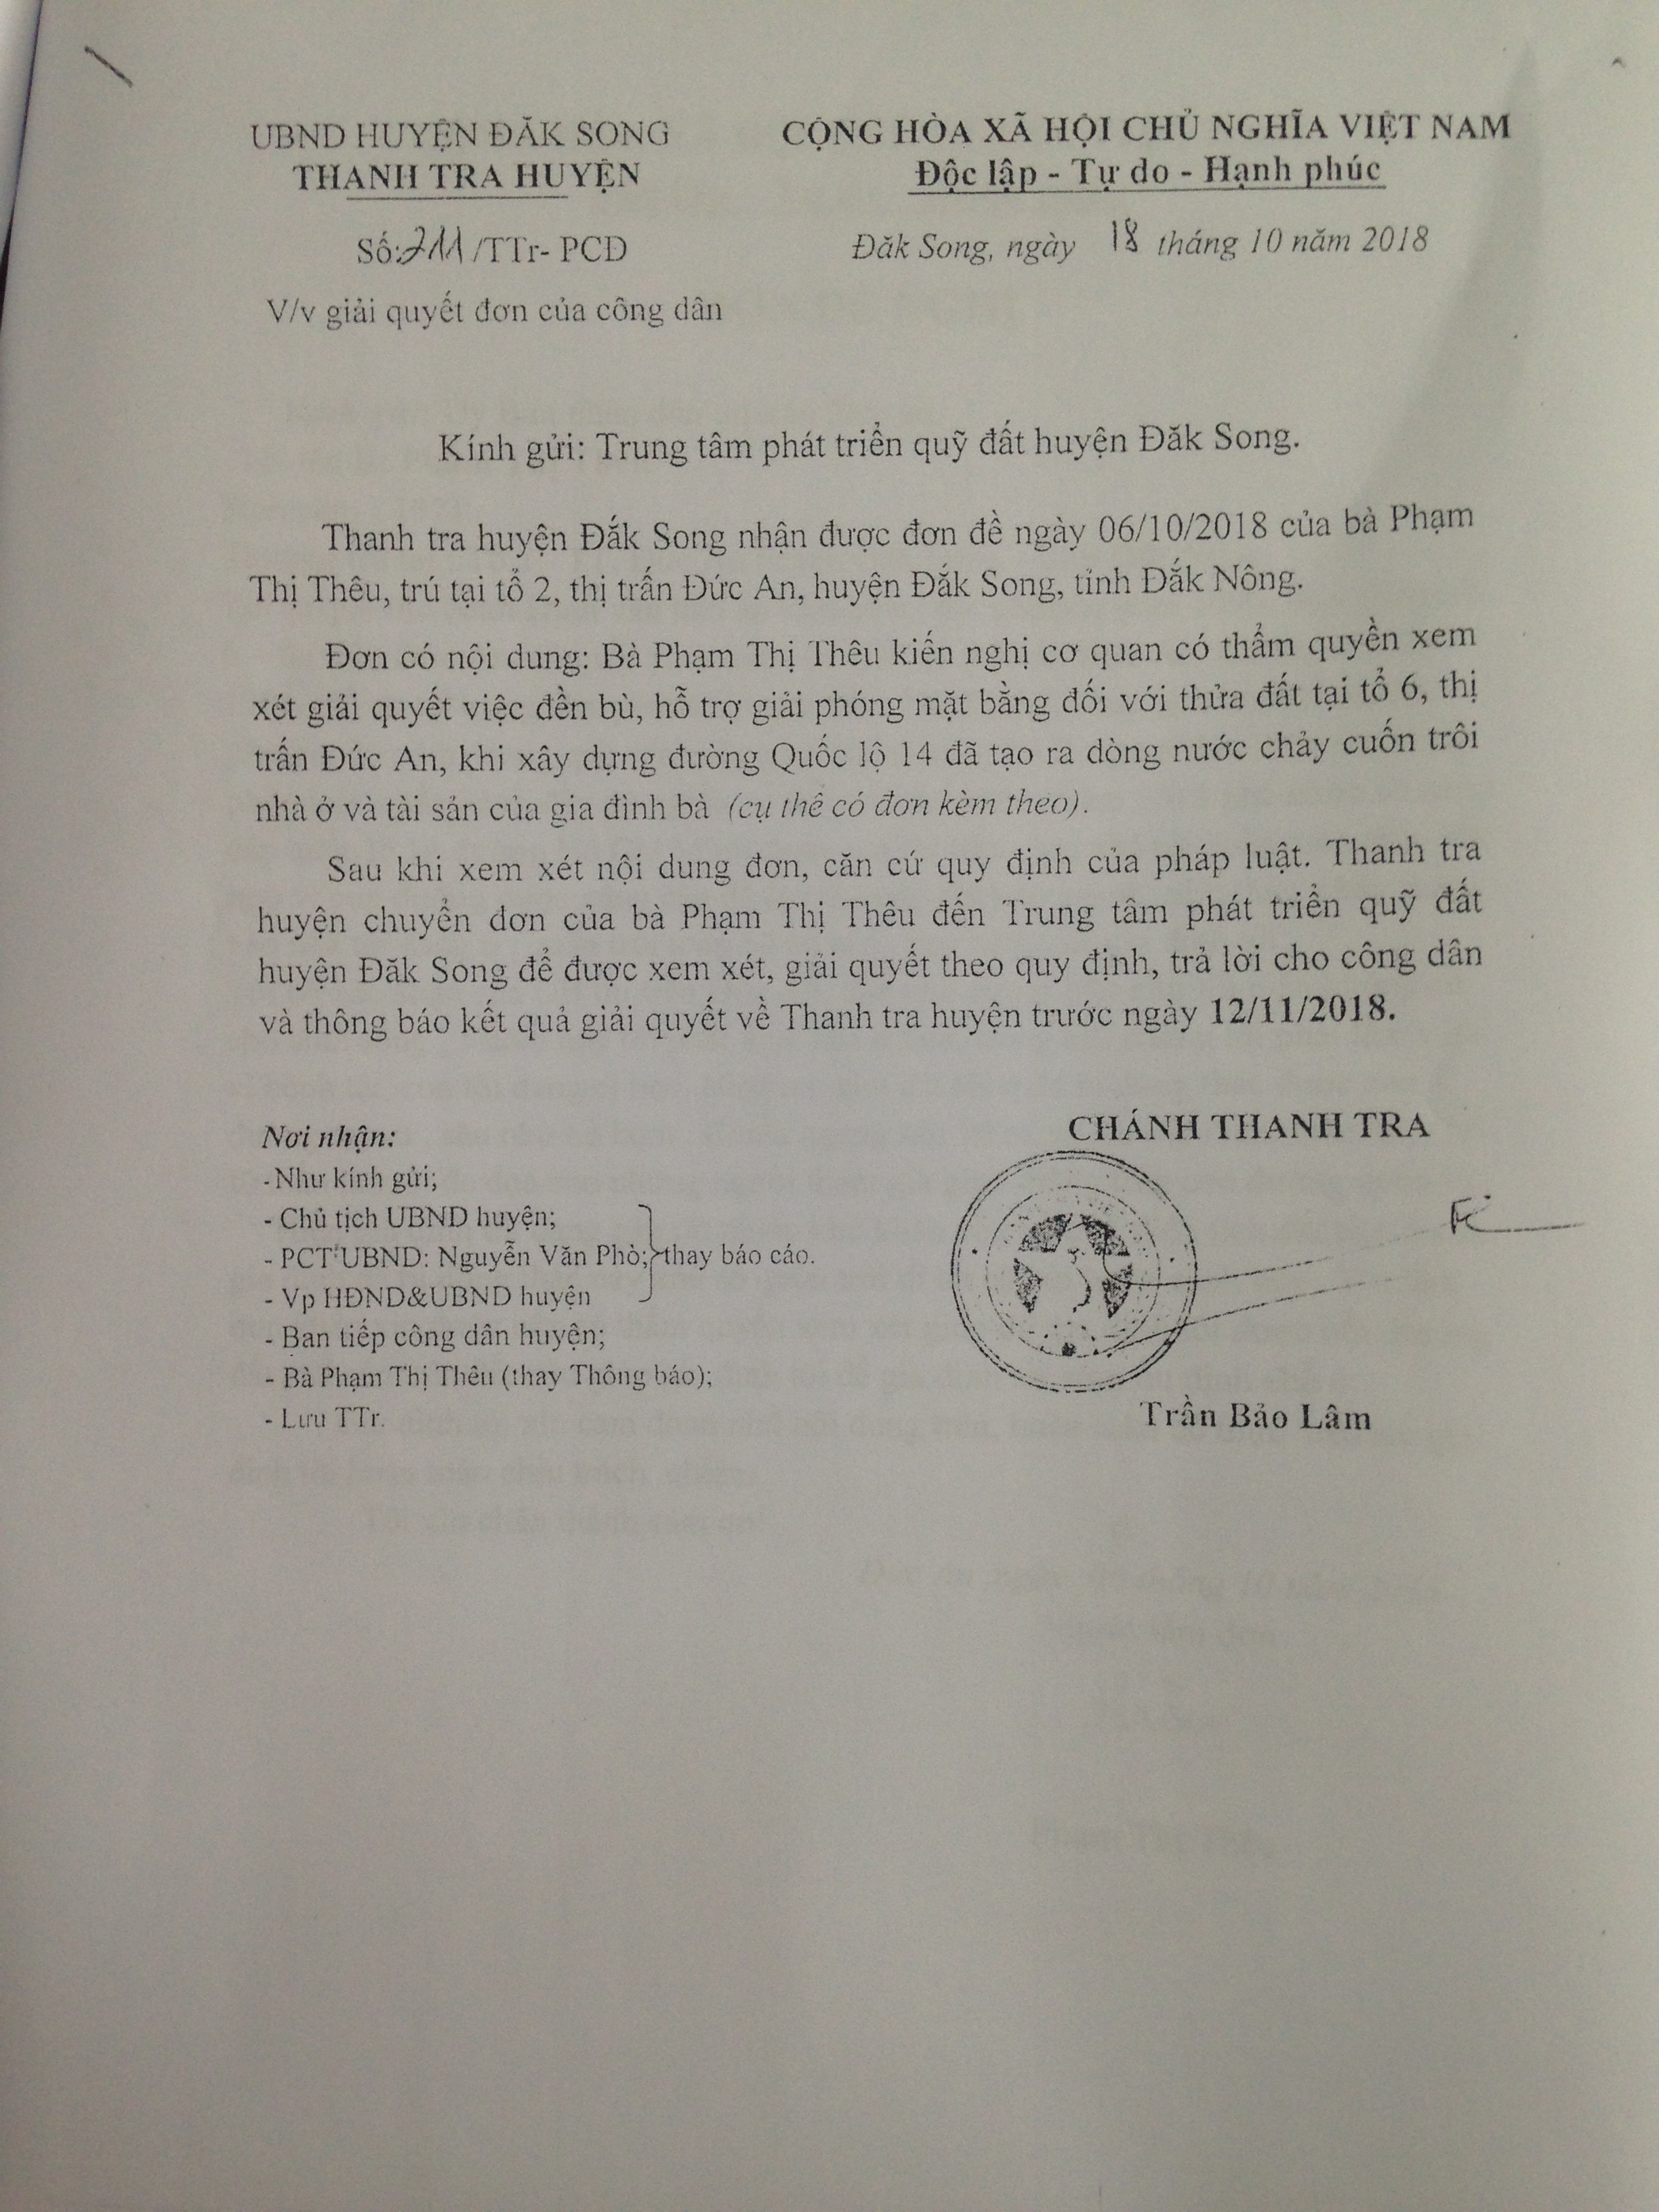 UBND HUYỆN ĐĂK SONG
THANH TRA HUYỆN
CỘNG HÒA XÃ HỘI CHỦ NGHĨA VIỆT NAM
Độc lập - Tự do - Hạnh phúc
Số:211/TTr- PCD
Đăk Song, ngày 18 tháng 10 năm 2018
V/v giải quyết đơn của công dân
Kính gửi: Trung tâm phát triển quỹ đất huyện Đăk Song.
Thanh tra huyện Đắk Song nhận được đơn đề ngày 06/10/2018 của bà Phạm
Thị Thêu, trú tại tổ 2, thị trấn Đức An, huyện Đắk Song, tỉnh Đắk Nông.
Đơn có nội dung: Bà Phạm Thị Thêu kiến nghị cơ quan có thẩm quyền xem
xét giải quyết việc đền bù, hỗ trợ giải phóng mặt bằng đối với thửa đất tại tổ 6, thị
trấn Đức An, khi xây dựng đường Quốc lộ 14 đã tạo ra dòng nước chảy cuốn trôi
nhà ở và tài sản của gia đình bà (cụ thể có đơn kèm theo).
Sau khi xem xét nội dung đơn, căn cứ quy định của pháp luật. Thanh tra
huyện chuyển đơn của bà Phạm Thị Thêu đến Trung tâm phát triển quỹ đất
huyện Đăk Song để được xem xét, giải quyết theo quy định, trả lời cho công dân
và thông báo kết quả giải quyết về Thanh tra huyện trước ngày 12/11/2018.
Nơi nhận:
- Như kính gửi;
- Chủ tịch UBND huyện;
- PCT UBND: Nguyễn Văn Phò; thay báo cáo.
- Vp HĐND&UBND huyện
- Ban tiếp công dân huyện;
- Bà Phạm Thị Thêu (thay Thông báo);
- Lưu TTr.
CHÁNH THANH TRA
Trần Bảo Lâm